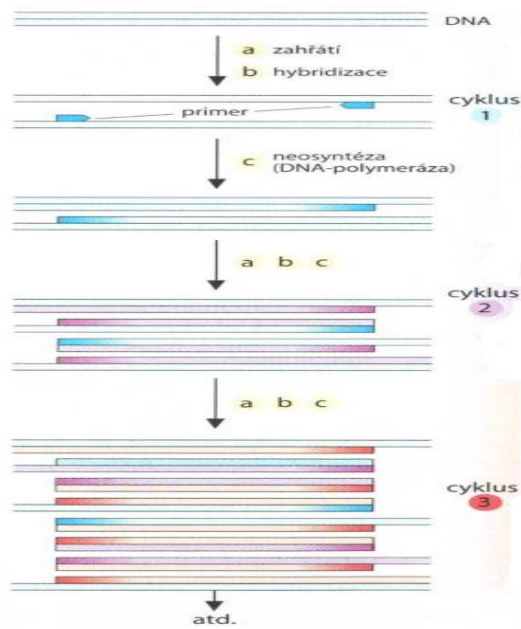 DNA
a zahřátí
b hybridizace
primer
cyklus
1
c neosyntéza
(DNA-polymeráza)
a b c
cyklus
2
a b c
cyklus
3
atd.